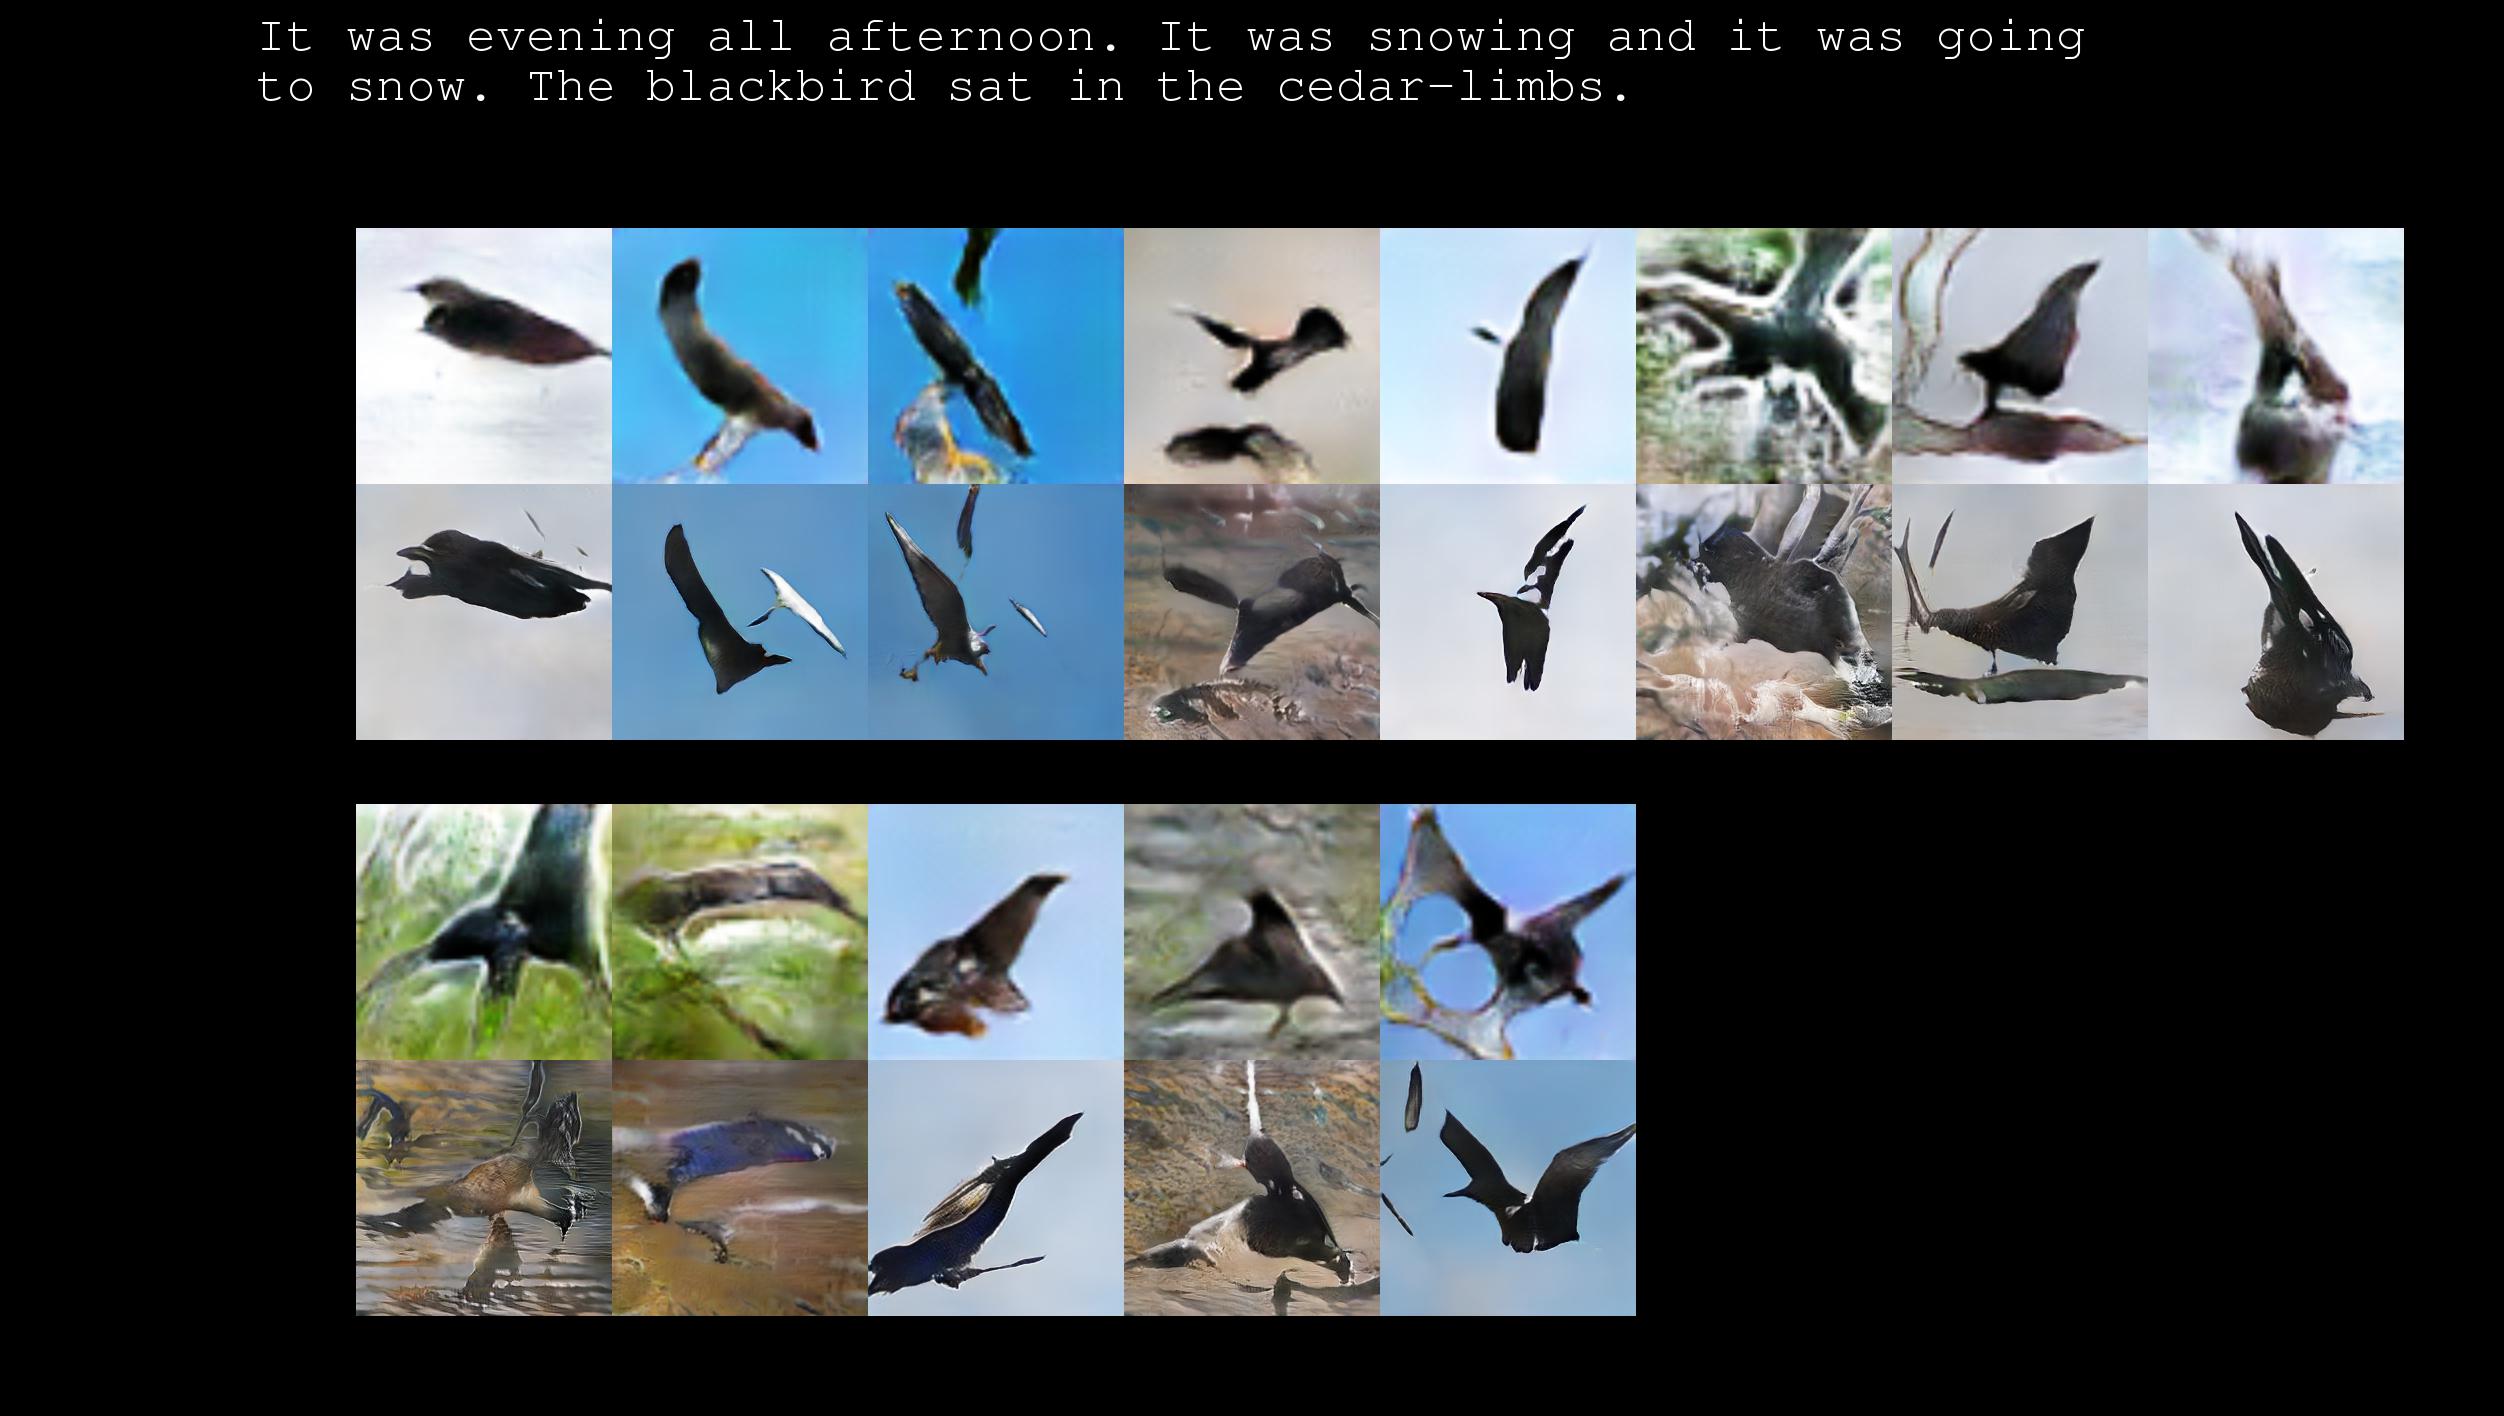 It was evening all afternoon. It was snowing and it was going
to snow. The blackbird sat in the cedar-limbs.